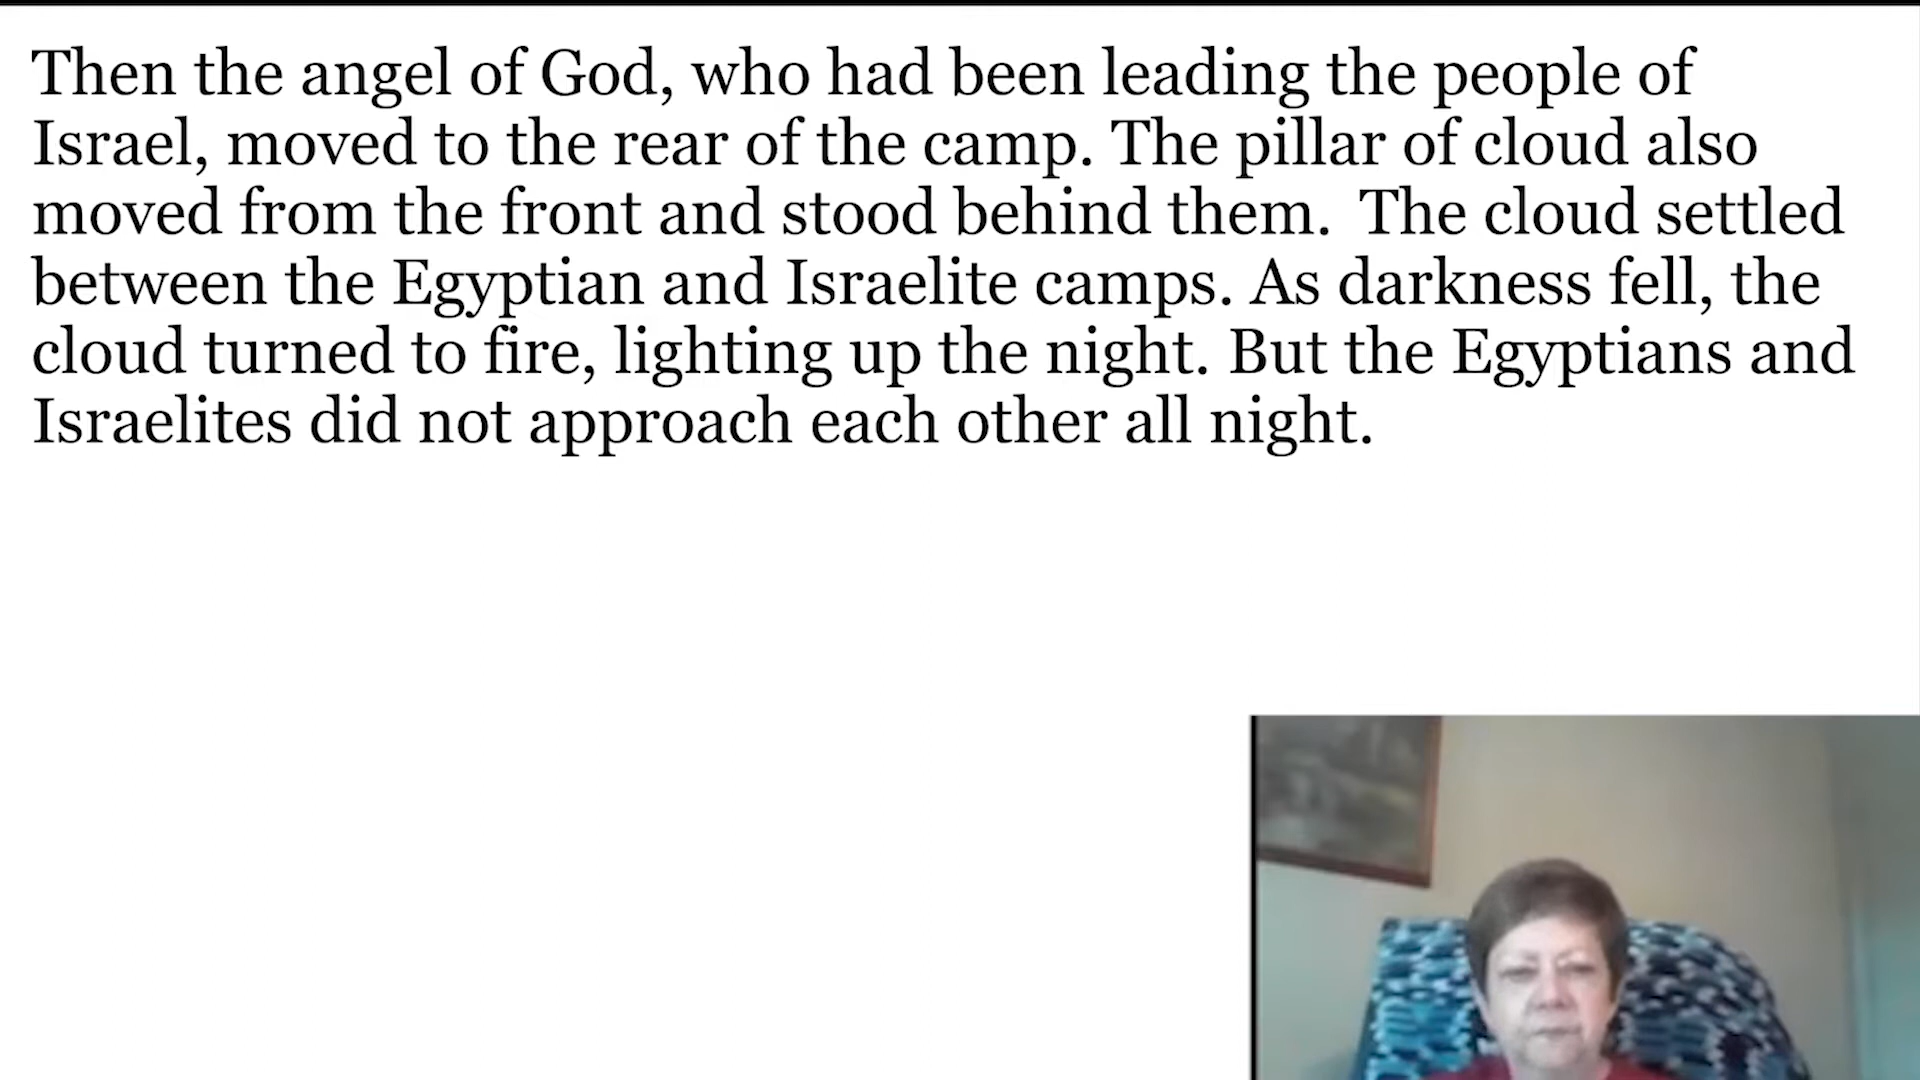 Then the angel of God, who had been leading the people of
Israel, moved to the rear of the camp. The pillar of cloud also
moved from the front and stood behind them.  The cloud settled
between the Egyptian and Israelite camps. As darkness fell, the
cloud turned to fire, lighting up the night. But the Egyptians and
Israelites did not approach each other all night.